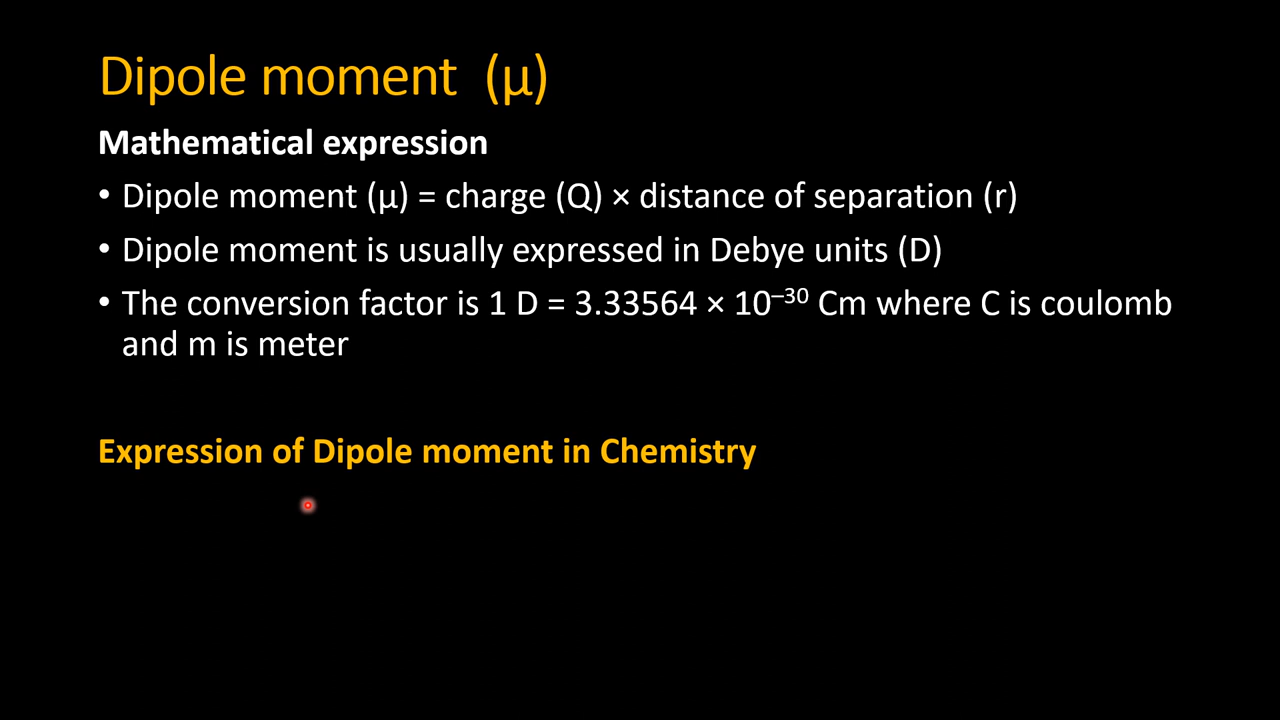 Dipole moment (μ)
Mathematical expression
• Dipole moment (μ) = charge (Q) × distance of separation (r)
• Dipole moment is usually expressed in Debye units (D)
• The conversion factor is 1 D = 3.33564 × 10⁻³⁰ Cm where C is coulomb
and m is meter
Expression of Dipole moment in Chemistry